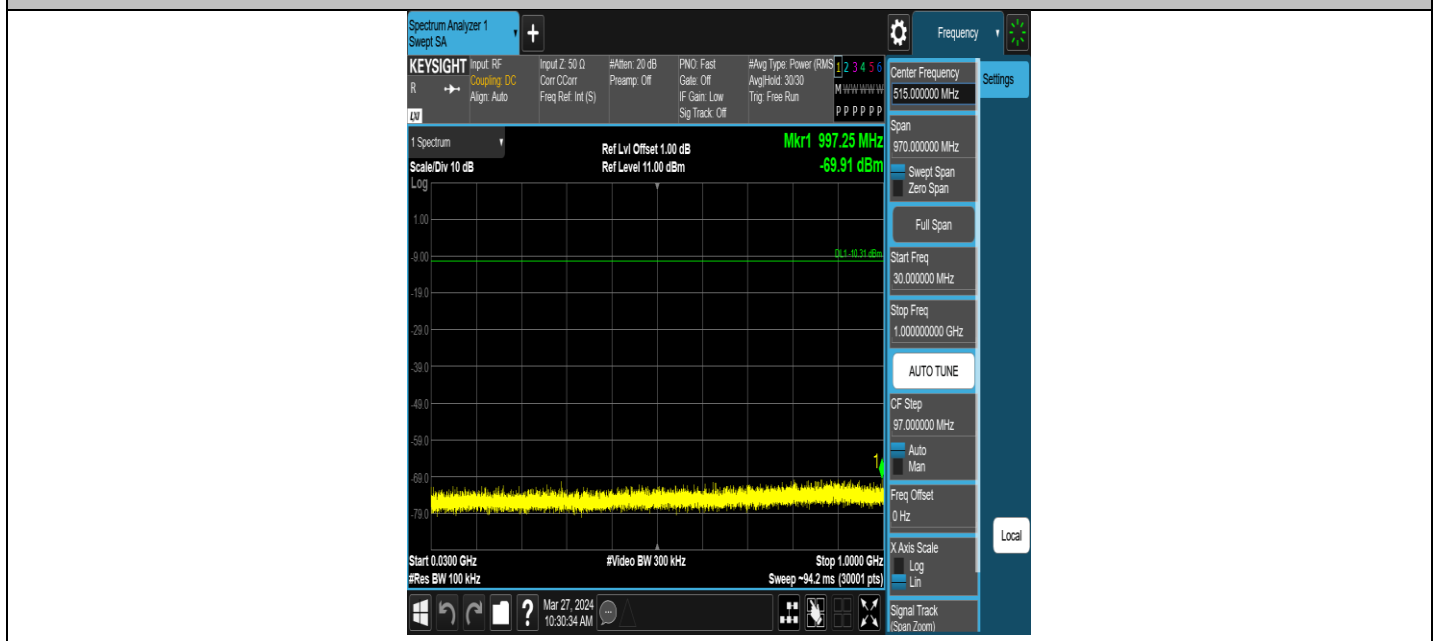 Spectrum Analyzer 1
Swept SA
+
Frequency
KEYSIGHT
Input: RF
Input Z: 50 Ω
#Atten: 20 dB
PNO: Fast
#Avg Type: Power (RMS
1 2 3 4 5 6
R
Coupling: DC
Corr CCorr
Preamp: Off
Gate: Off
Avg|Hold: 30/30
M W W W W W
Align: Auto
Freq Ref: Int (S)
IF Gain: Low
Trig: Free Run
Sig Track: Off
P P P P P P
LXI
1 Spectrum
Ref Lvl Offset 1.00 dB
Mkr1 997.25 MHz
Scale/Div 10 dB
Ref Level 11.00 dBm
-69.91 dBm
Log
1.00
-9.00
DL1 -10.31 dBm
-19.0
-29.0
-39.0
-49.0
-59.0
1
-69.0
-79.0
Start 0.0300 GHz
#Video BW 300 kHz
Stop 1.0000 GHz
#Res BW 100 kHz
Sweep ~94.2 ms (30001 pts)
?
Mar 27, 2024
10:30:34 AM
Center Frequency
515.000000 MHz
Settings
Span
970.000000 MHz
Swept Span
Zero Span
Full Span
Start Freq
30.000000 MHz
Stop Freq
1.000000000 GHz
AUTO TUNE
CF Step
97.000000 MHz
Auto
Man
Freq Offset
0 Hz
X Axis Scale
Log
Lin
Local
Signal Track
(Span Zoom)